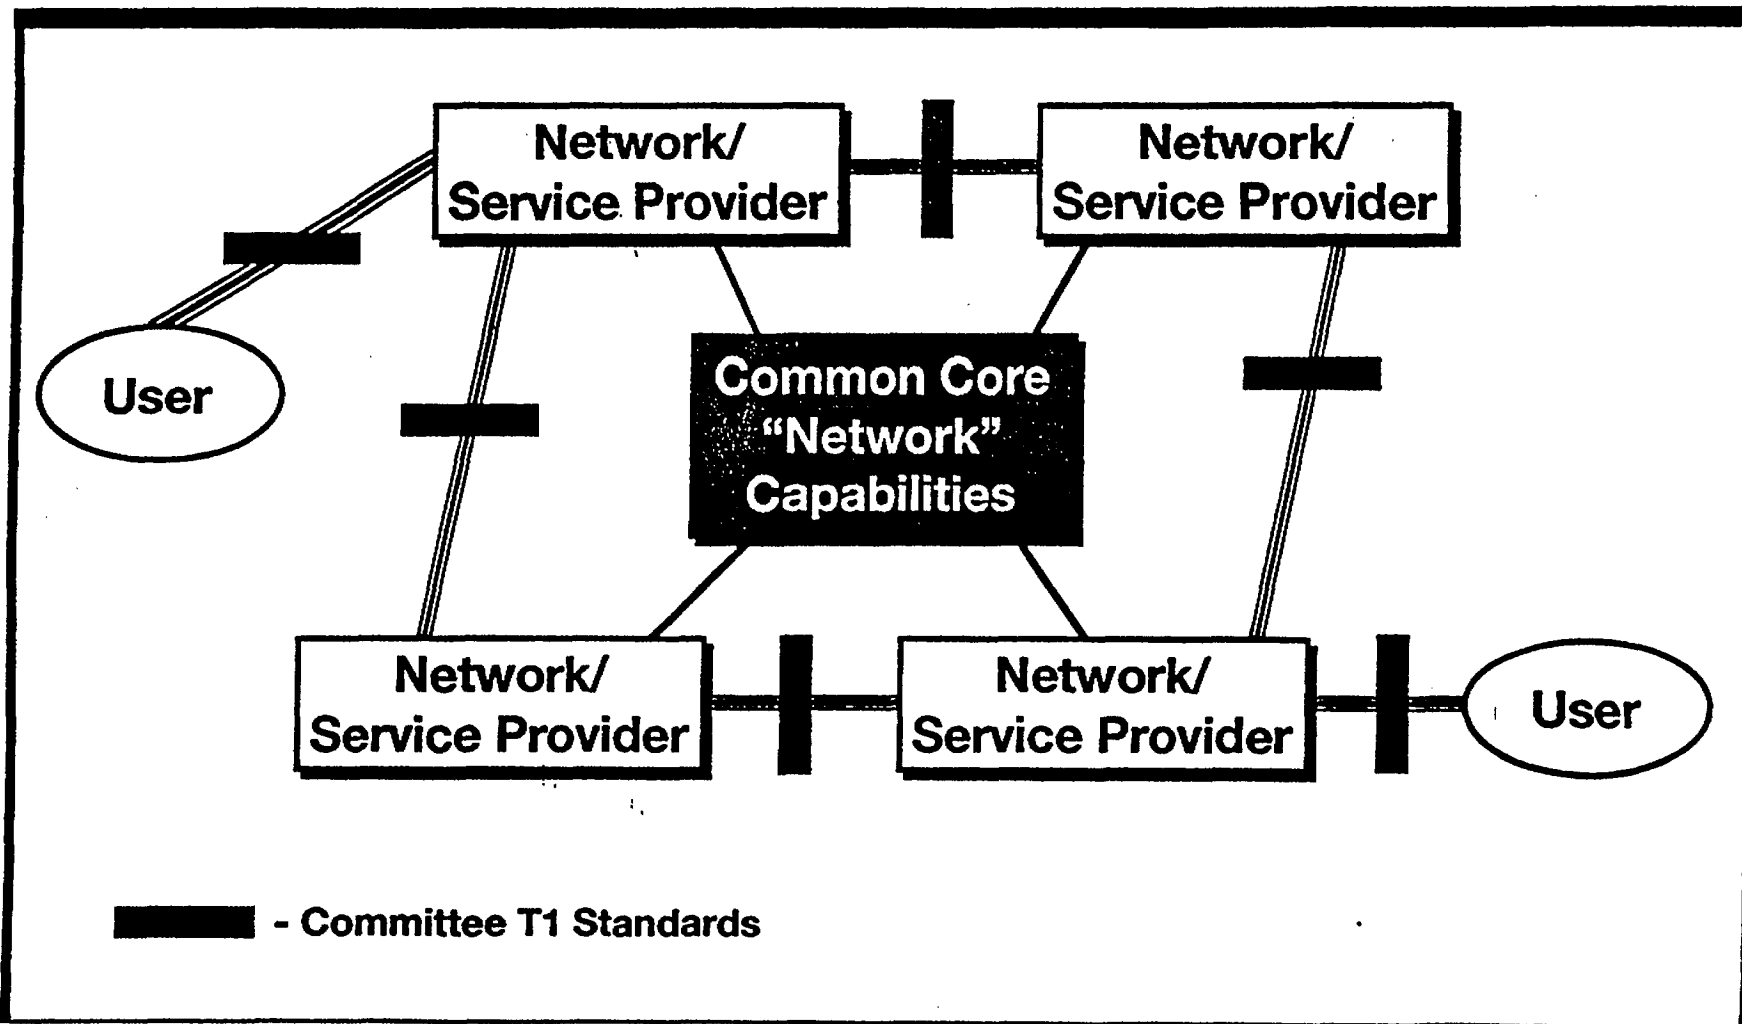 Network/
Service Provider
Network/
Service Provider
User
Common Core
“Network”
Capabilities
Network/
Service Provider
Network/
Service Provider
User
- Committee T1 Standards